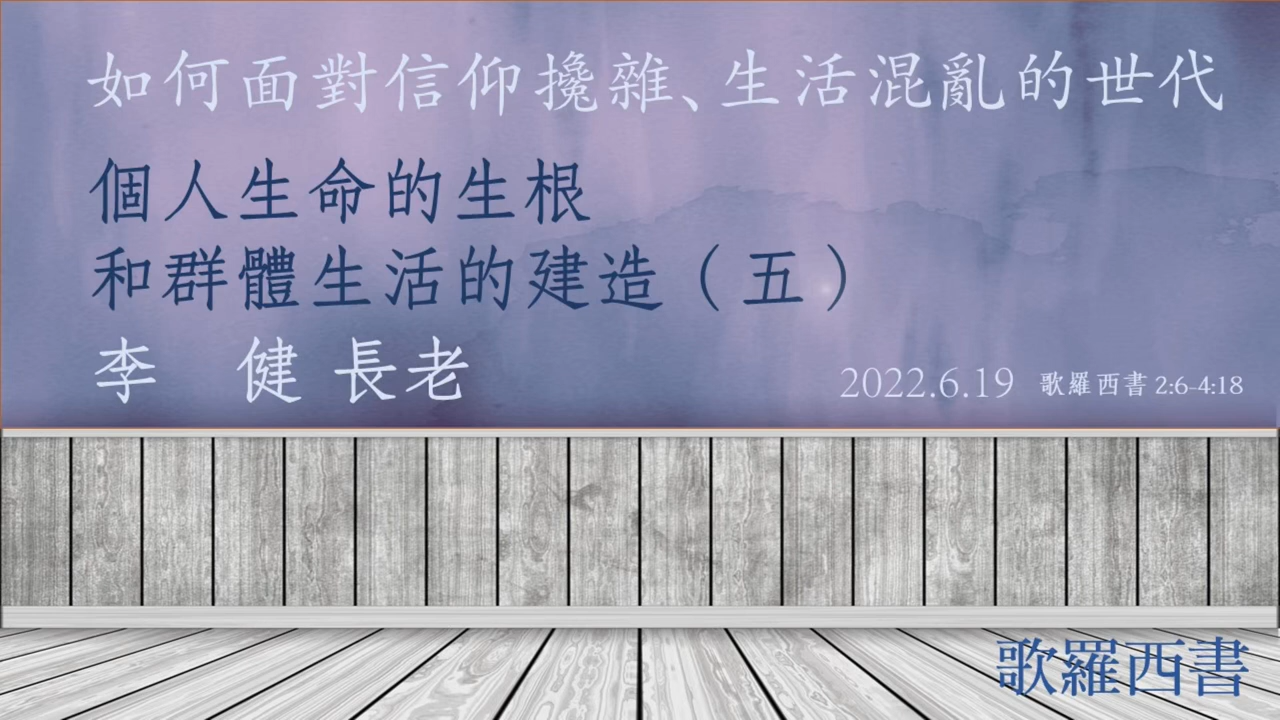 如何面對信仰攙雜、生活混亂的世代
個人生命的生根
和群體生活的建造（五）
李　健 長老
2022.6.19 歌羅西書 2:6-4:18
歌羅西書